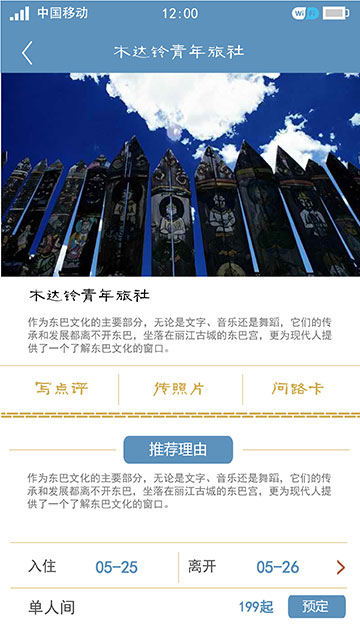 中国移动 12:00 WiFi
木达铃青年旅社
木达铃青年旅社
作为东巴文化的主要部分，无论是文字、音乐还是舞蹈，它们的传
承和发展都离不开东巴，坐落在丽江古城的东巴宫，更为现代人提
供了一个了解东巴文化的窗口。
写点评 传照片 问路卡
推荐理由
作为东巴文化的主要部分，无论是文字、音乐还是舞蹈，它们的传
承和发展都离不开东巴，坐落在丽江古城的东巴宫，更为现代人提
供了一个了解东巴文化的窗口。
入住 05-25 离开 05-26
单人间 199起 预定